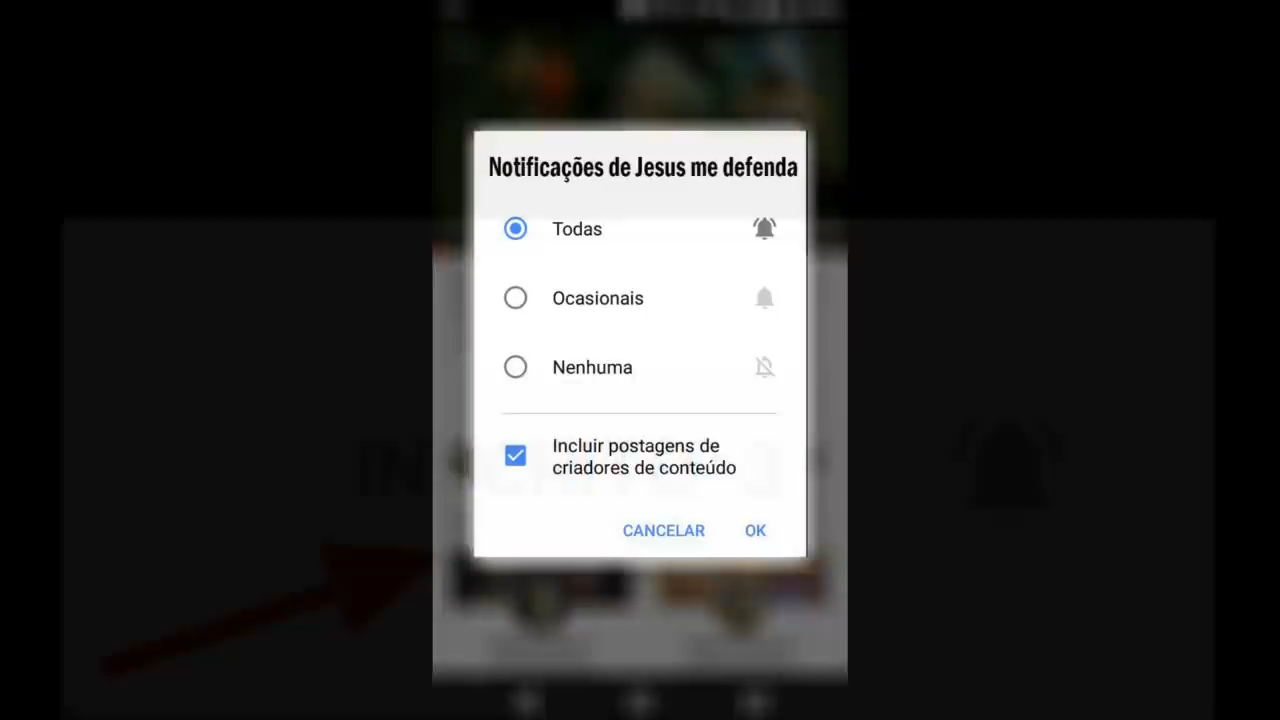 Notificações de Jesus me defenda
Todas
Ocasionais
Nenhuma
Incluir postagens de
criadores de conteúdo
CANCELAR OK